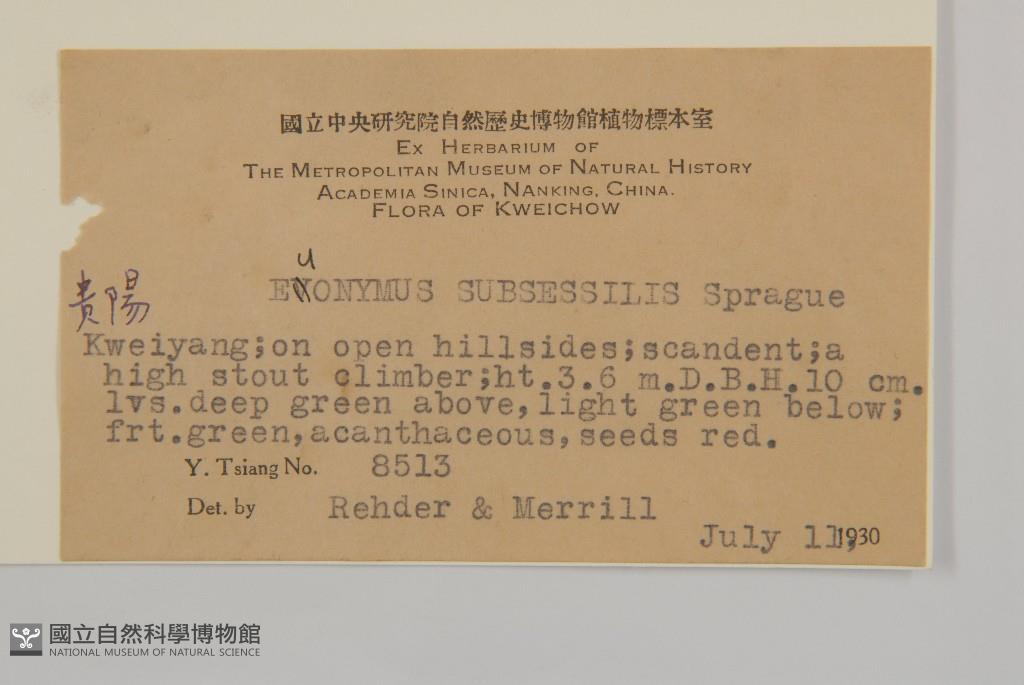 國立中央研究院自然歷史博物館植物標本室
EX HERBARIUM OF
THE METROPOLITAN MUSEUM OF NATURAL HISTORY
ACADEMIA SINICA, NANKING, CHINA.
FLORA OF KWEICHOW
貴陽
EUONYMUS SUBSESSILIS Sprague
Kweiyang;on open hillsides;scandent;a
high stout climber;ht.3.6 m.D.B.H.10 cm.
lvs.deep green above,light green below;
frt.green,acanthaceous,seeds red.
Y. Tsiang No. 8513
Det. by Rehder & Merrill
July 11,1930
國立自然科學博物館
NATIONAL MUSEUM OF NATURAL SCIENCE